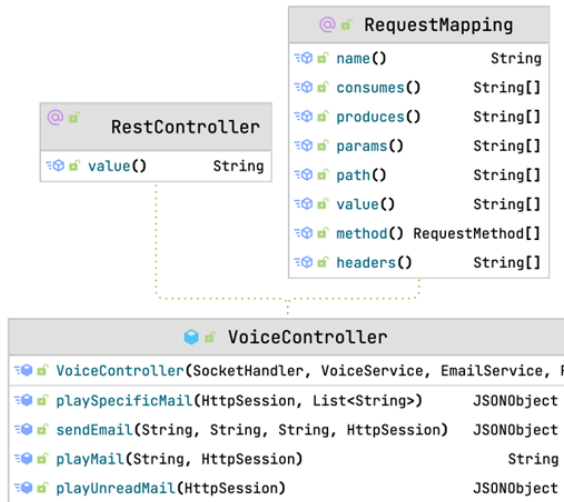 RequestMapping
name() String
consumes() String[]
produces() String[]
params() String[]
path() String[]
value() String[]
method() RequestMethod[]
headers() String[]
RestController
value() String
VoiceController
VoiceController(SocketHandler, VoiceService, EmailService,
playSpecificMail(HttpSession, List<String>) JSONObject
sendEmail(String, String, String, HttpSession) JSONObject
playMail(String, HttpSession) String
playUnreadMail(HttpSession) JSONObject